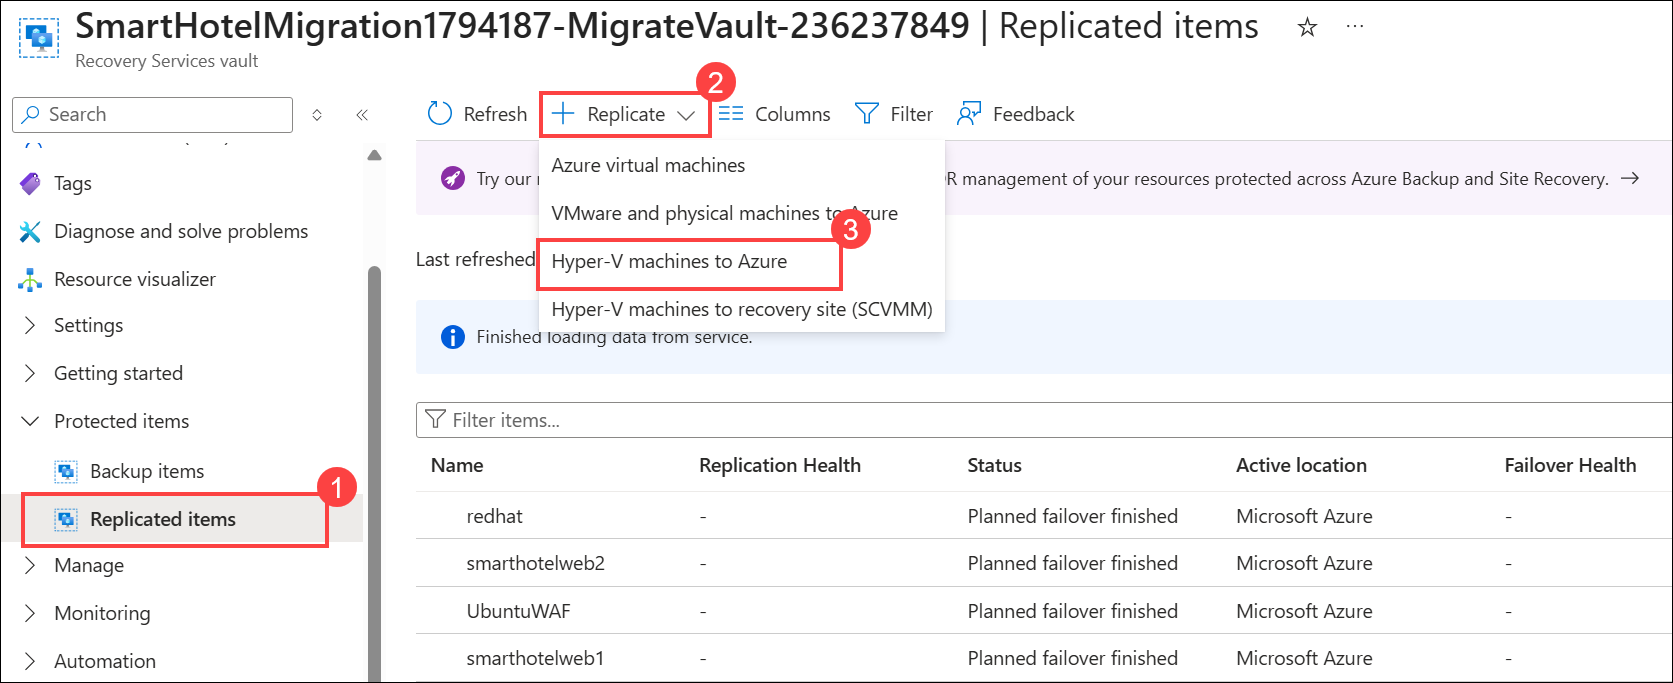 SmartHotelMigration1794187-MigrateVault-236237849 | Replicated items
Recovery Services vault
Search
Tags
Diagnose and solve problems
Resource visualizer
Settings
Getting started
Protected items
Backup items
Replicated items
1
Manage
Monitoring
Automation
Refresh
Replicate
2
Columns
Filter
Feedback
Azure virtual machines
VMware and physical machines to Azure
3
Hyper-V machines to Azure
Hyper-V machines to recovery site (SCVMM)
Try our
R management of your resources protected across Azure Backup and Site Recovery.
Last refreshed
Finished loading data from service.
Filter items...
Name Replication Health Status Active location Failover Health
redhat - Planned failover finished Microsoft Azure -
smarthotelweb2 - Planned failover finished Microsoft Azure -
UbuntuWAF - Planned failover finished Microsoft Azure -
smarthotelweb1 - Planned failover finished Microsoft Azure -